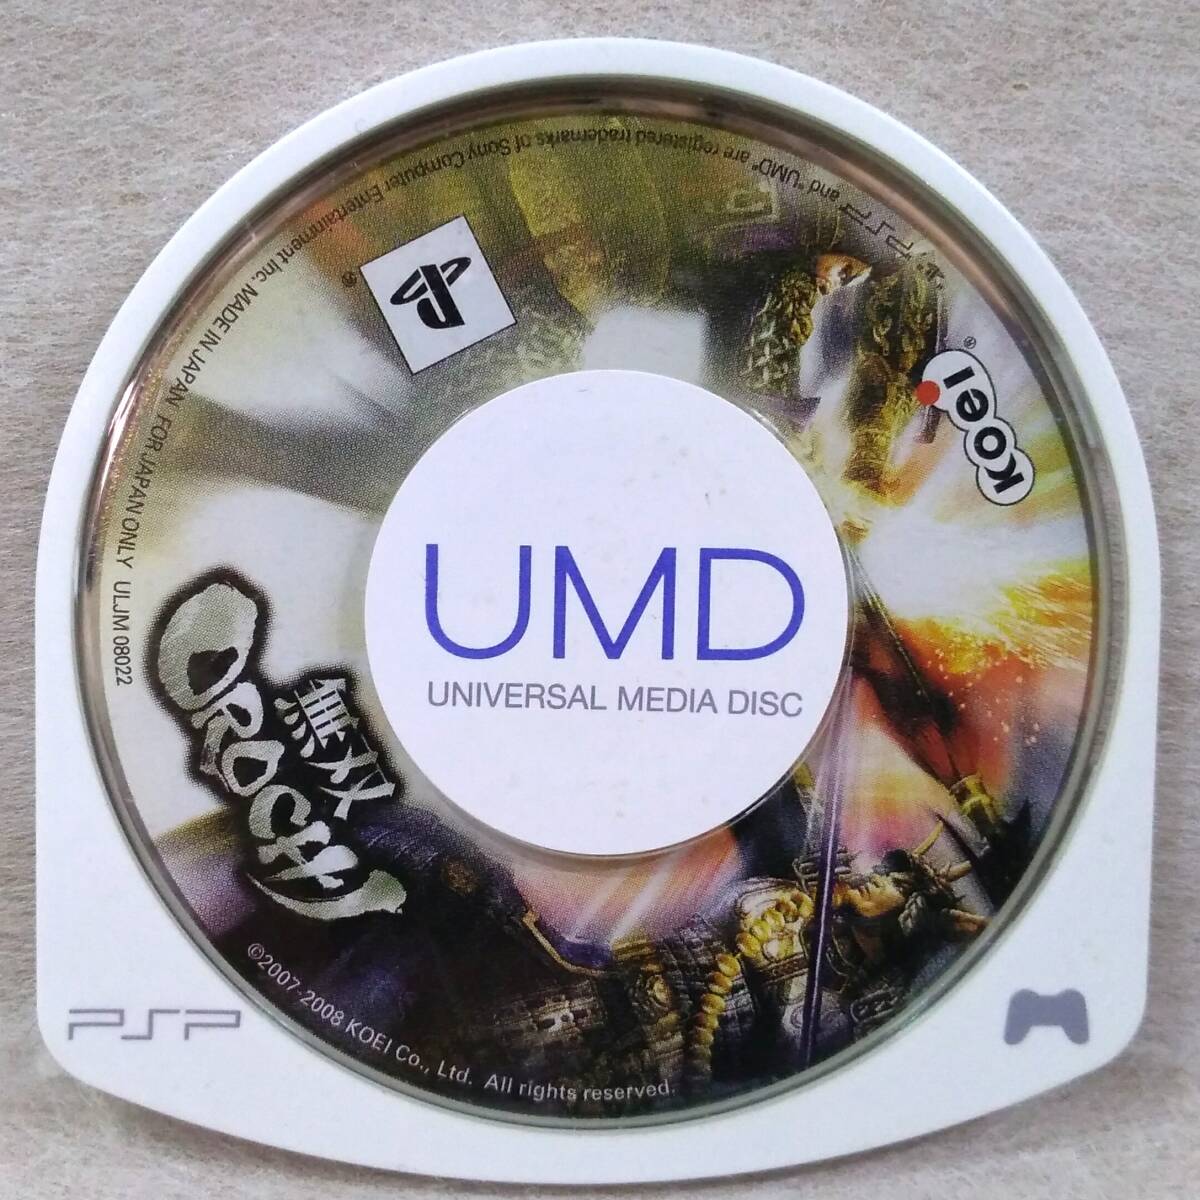 "PSP" and "UMD" are registered trademarks of Sony Computer Entertainment Inc. MADE IN JAPAN FOR JAPAN ONLY ULJM 08022
®
KOEI ®
UMD
UNIVERSAL MEDIA DISC
無双
OROCHI
©2007-2008 KOEI Co., Ltd. All rights reserved.
PSP